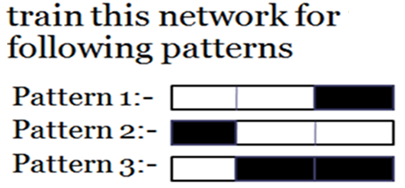 train this network for
following patterns
Pattern 1:-
Pattern 2:-
Pattern 3:-